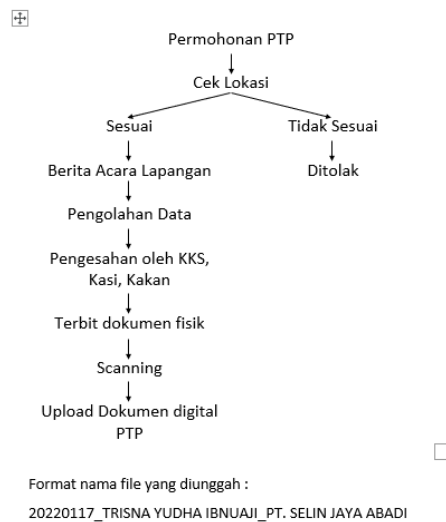 Permohonan PTP
Cek Lokasi
Sesuai
Tidak Sesuai
Berita Acara Lapangan
Ditolak
Pengolahan Data
Pengesahan oleh KKS,
Kasi, Kakan
Terbit dokumen fisik
Scanning
Upload Dokumen digital
PTP
Format nama file yang diunggah :
20220117_TRISNA YUDHA IBNUAJI_PT. SELIN JAYA ABADI